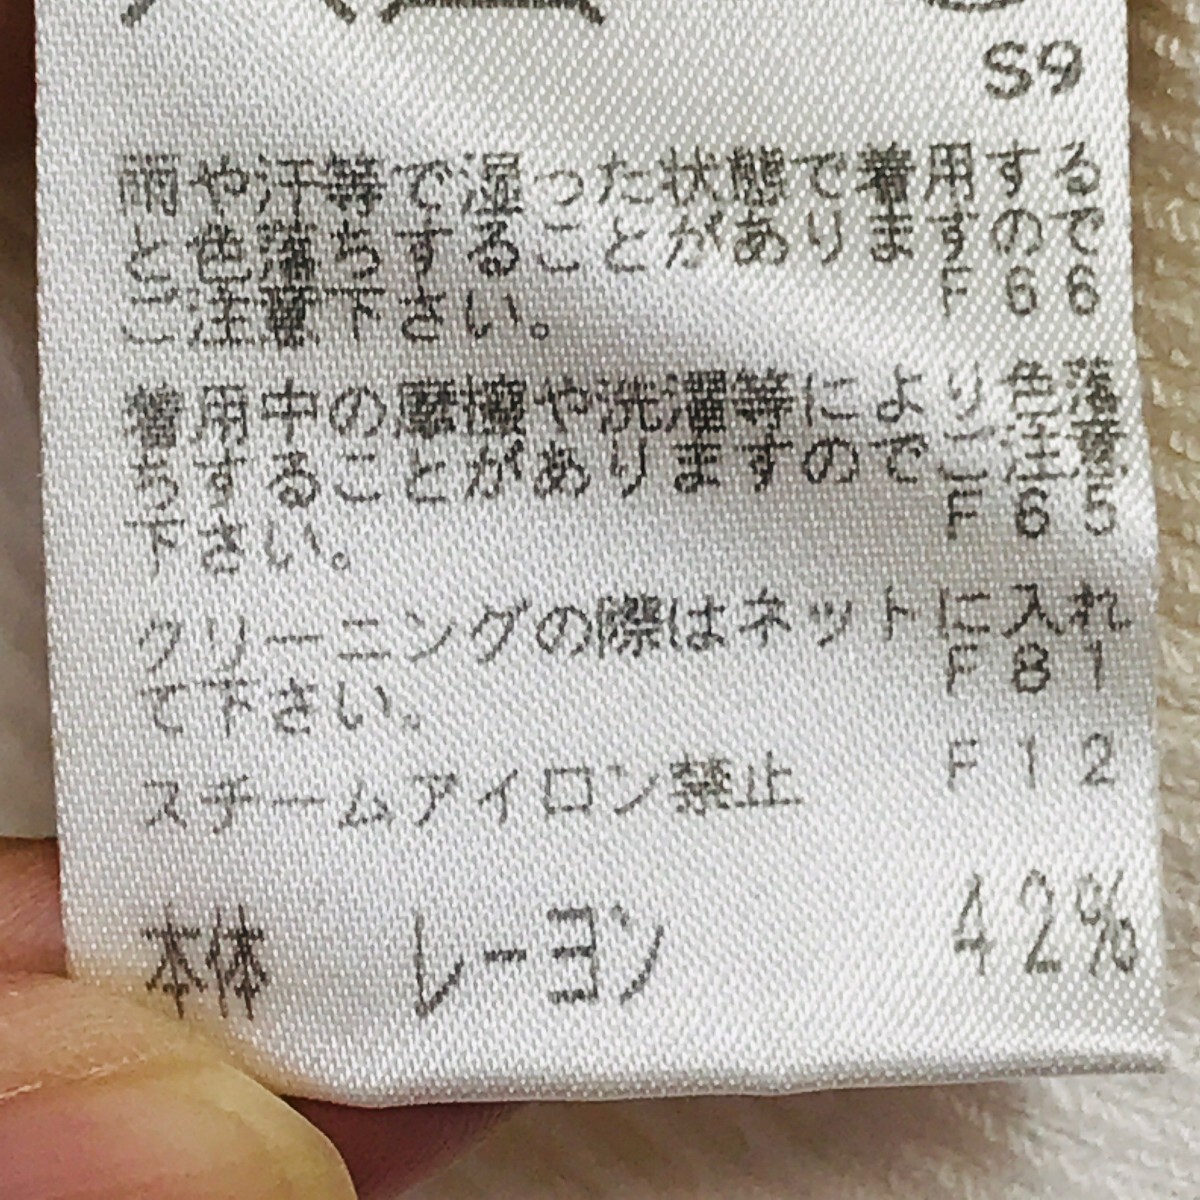 S9
雨や汗等で湿った状態で着用する
と色落ちすることがありますので
ご注意下さい。 F66
着用中の摩擦や洗濯等により色落
ちすることがありますのでご注意
下さい。 F65
クリーニングの際はネットに入れ
て下さい。 F81
スチームアイロン禁止 F12
本体 レーヨン 42%